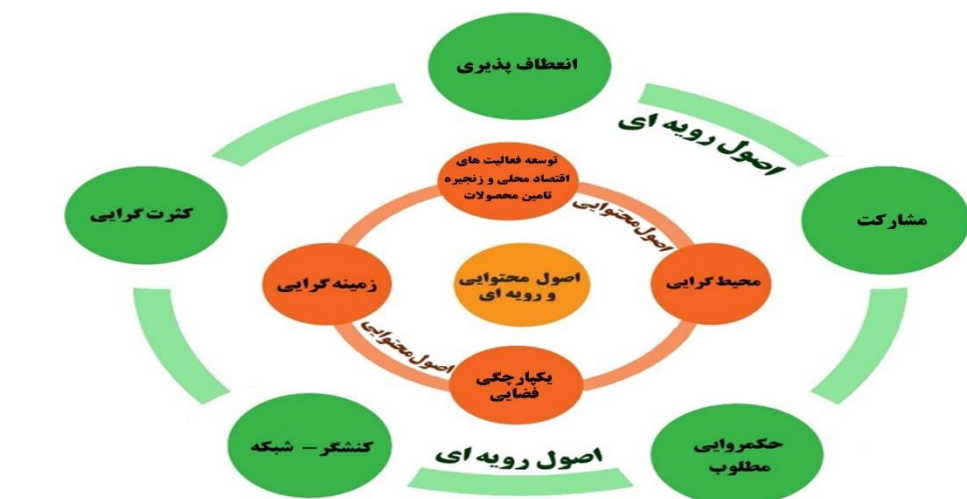 انعطاف پذیری
اصول رویه ای
توسعه فعالیت های
اقتصاد محلی و زنجیره
تامین محصولات
مشارکت
کثرت گرایی
اصول محتوایی
محیط گرایی
اصول محتوایی
و رویه ای
زمینه گرایی
اصول محتوایی
یکپارچگی
فضایی
حکمروایی
مطلوب
اصول رویه ای
کنشگر – شبکه